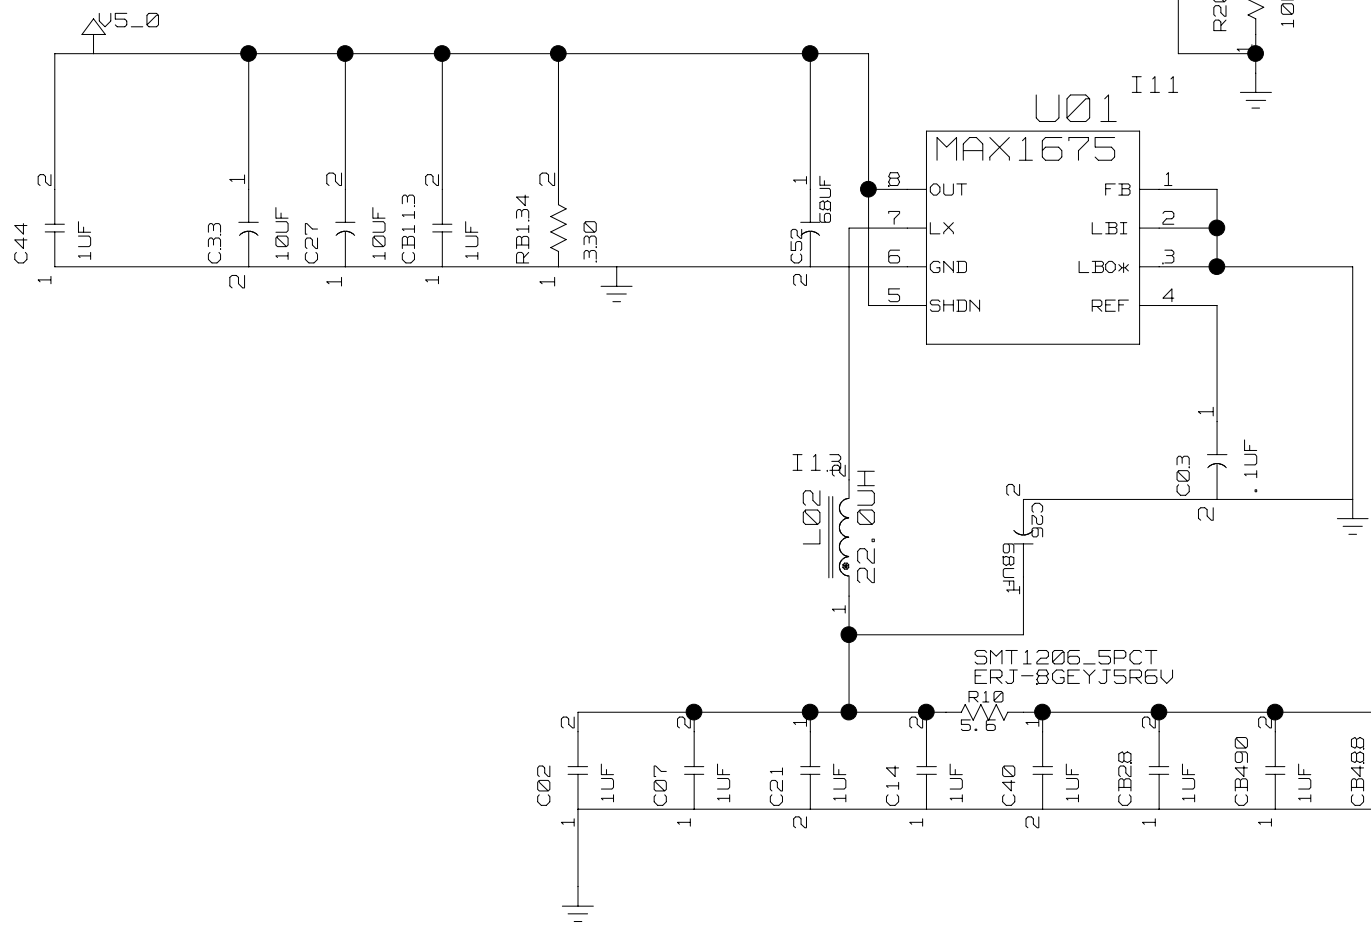 V5_0
R20
10
1
I11
U01
MAX1675
8 OUT
7 LX
6 GND
5 SHDN
FB 1
LBI 2
LBO* 3
REF 4
2
C44
1UF
1
1
C33
10UF
2
2
C27
10UF
1
2
CB113
1UF
1
2
RB134
330
1
1
C52
68UF
2
I13
2
L02
22.0UH
1
1
C03
.1UF
2
2
C26
68UF
1
SMT1206_5PCT
ERJ-8GEYJ5R6V
R10
5.6
2
C02
1UF
1
2
C07
1UF
1
1
C21
1UF
2
2
C14
1UF
1
1
C40
1UF
2
2
CB28
1UF
1
2
CB490
1UF
1
CB488